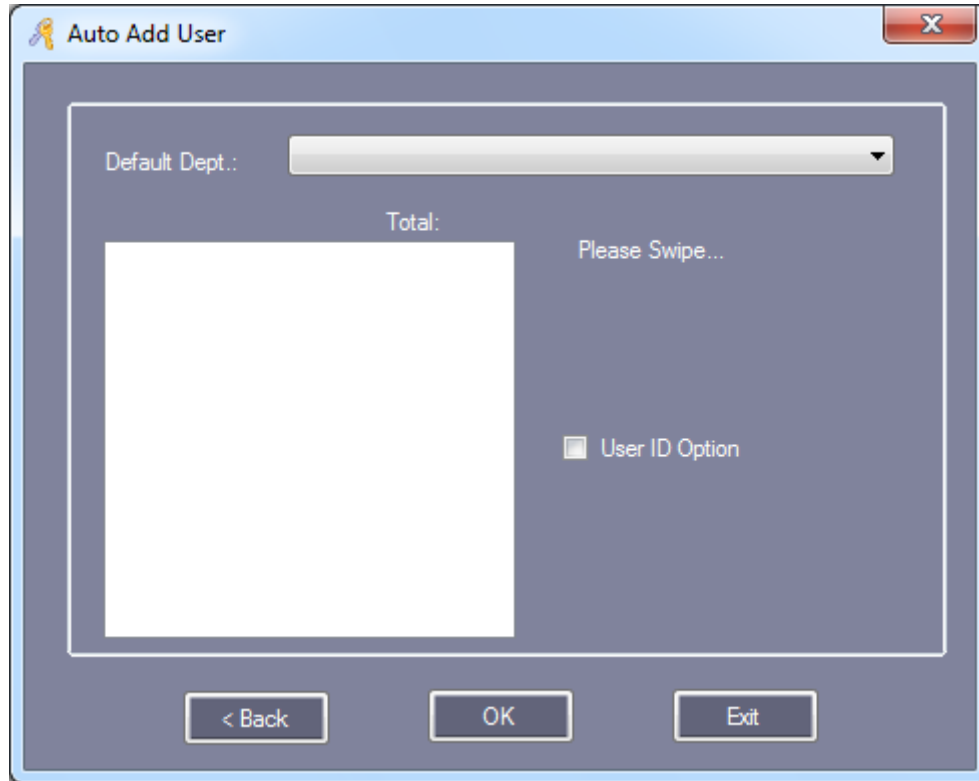 Auto Add User
Default Dept.:
Total:
Please Swipe...
User ID Option
< Back
OK
Exit